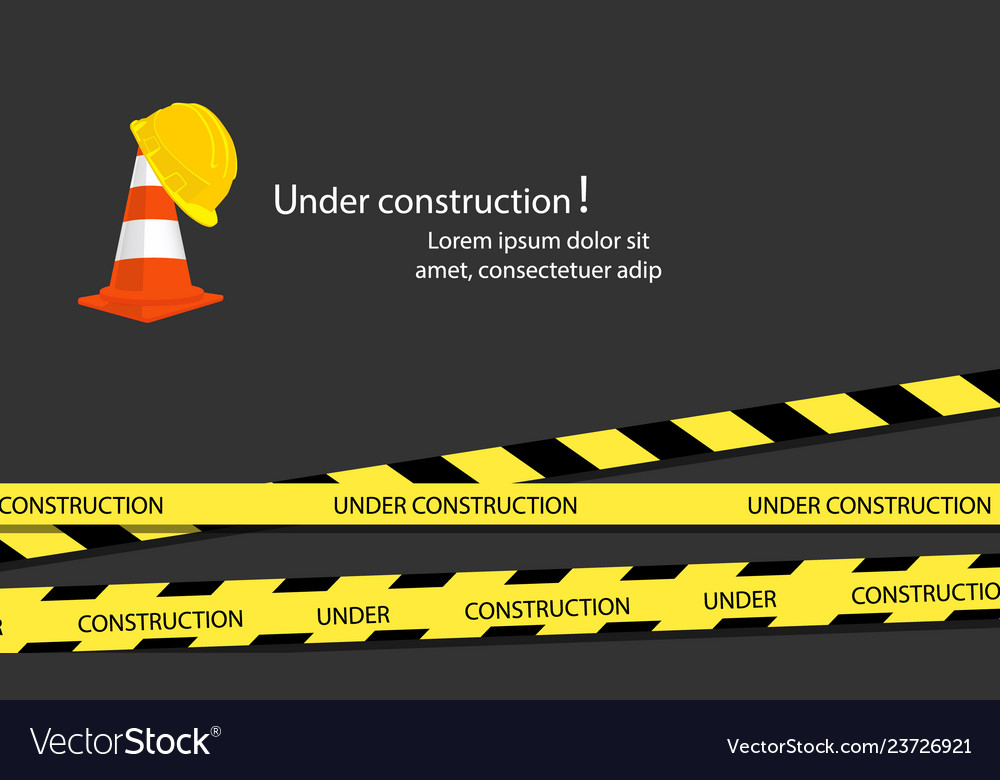 Under construction!
Lorem ipsum dolor sit
amet, consectetuer adip
CONSTRUCTION UNDER CONSTRUCTION UNDER CONSTRUCTION
R CONSTRUCTION UNDER CONSTRUCTION UNDER CONSTRUCTIO
VectorStock®
VectorStock.com/23726921